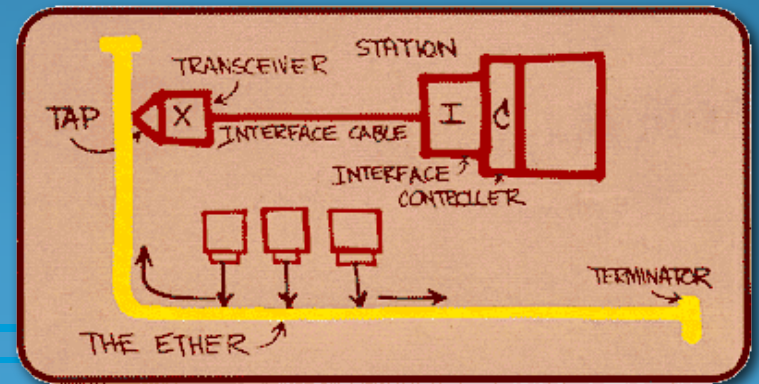 STATION
TRANSCEIVER
TAP
X
I
C
INTERFACE CABLE
INTERFACE
CONTROLLER
TERMINATOR
THE ETHER